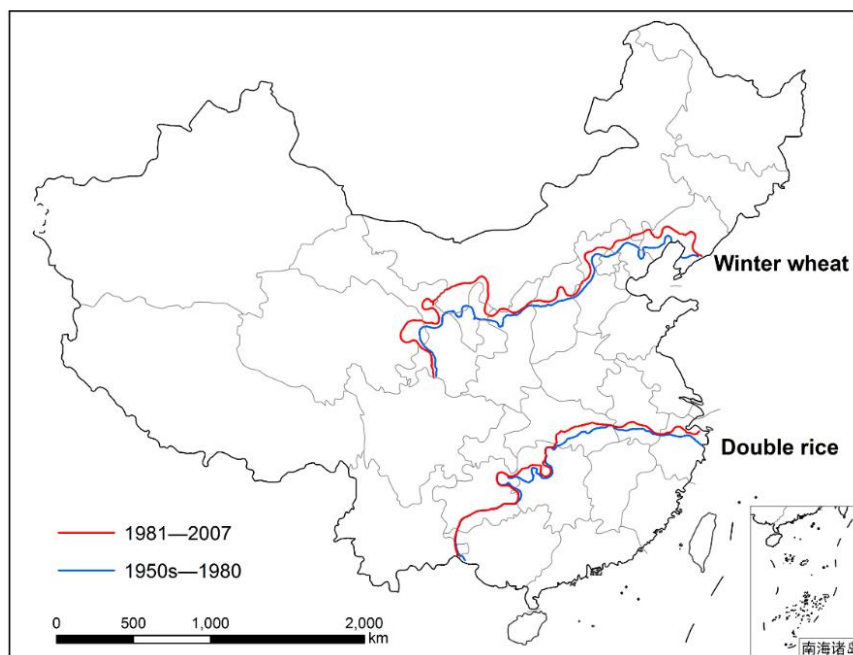 Winter wheat
Double rice
1981—2007
1950s—1980
0 500 1,000 2,000
km
南海诸岛